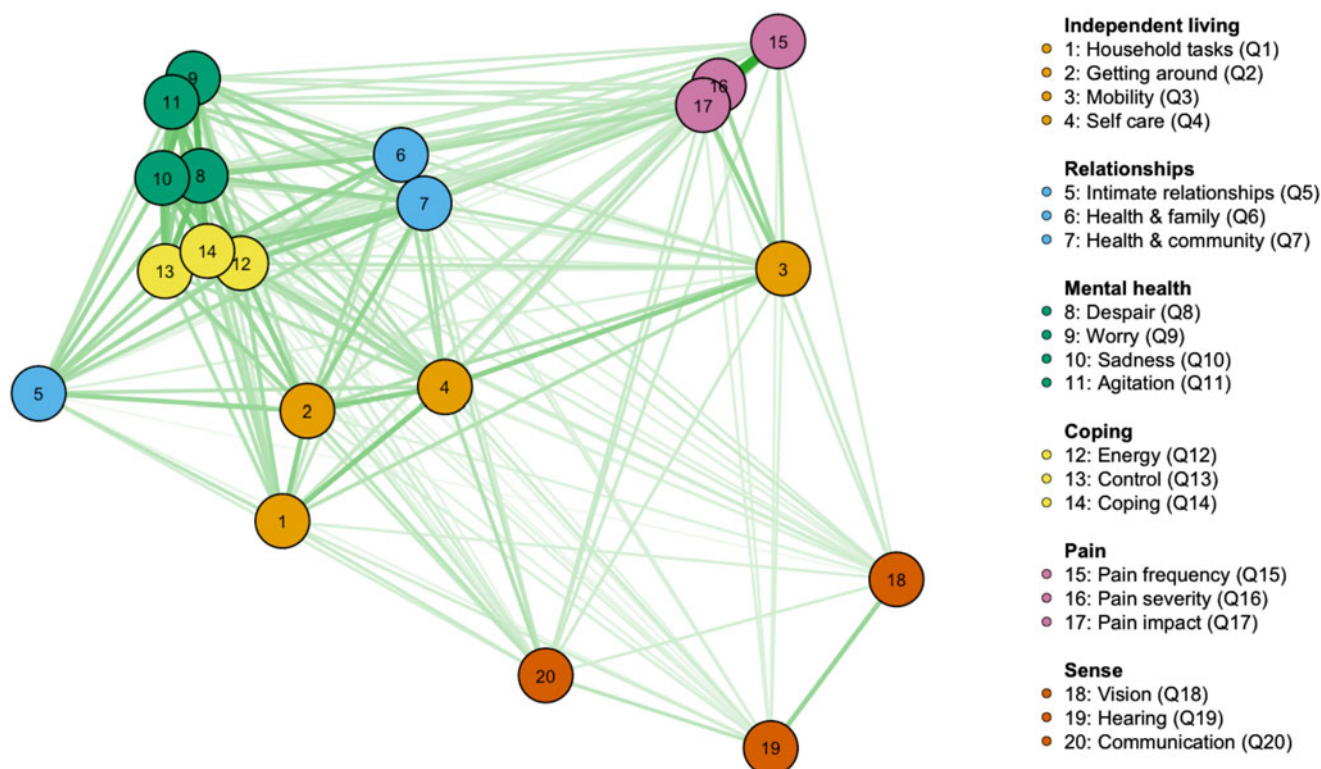 15
9
16
11
17
6
10
8
7
14
12
13
3
5
4
2
1
18
20
19
Independent living
1: Household tasks (Q1)
2: Getting around (Q2)
3: Mobility (Q3)
4: Self care (Q4)
Relationships
5: Intimate relationships (Q5)
6: Health & family (Q6)
7: Health & community (Q7)
Mental health
8: Despair (Q8)
9: Worry (Q9)
10: Sadness (Q10)
11: Agitation (Q11)
Coping
12: Energy (Q12)
13: Control (Q13)
14: Coping (Q14)
Pain
15: Pain frequency (Q15)
16: Pain severity (Q16)
17: Pain impact (Q17)
Sense
18: Vision (Q18)
19: Hearing (Q19)
20: Communication (Q20)